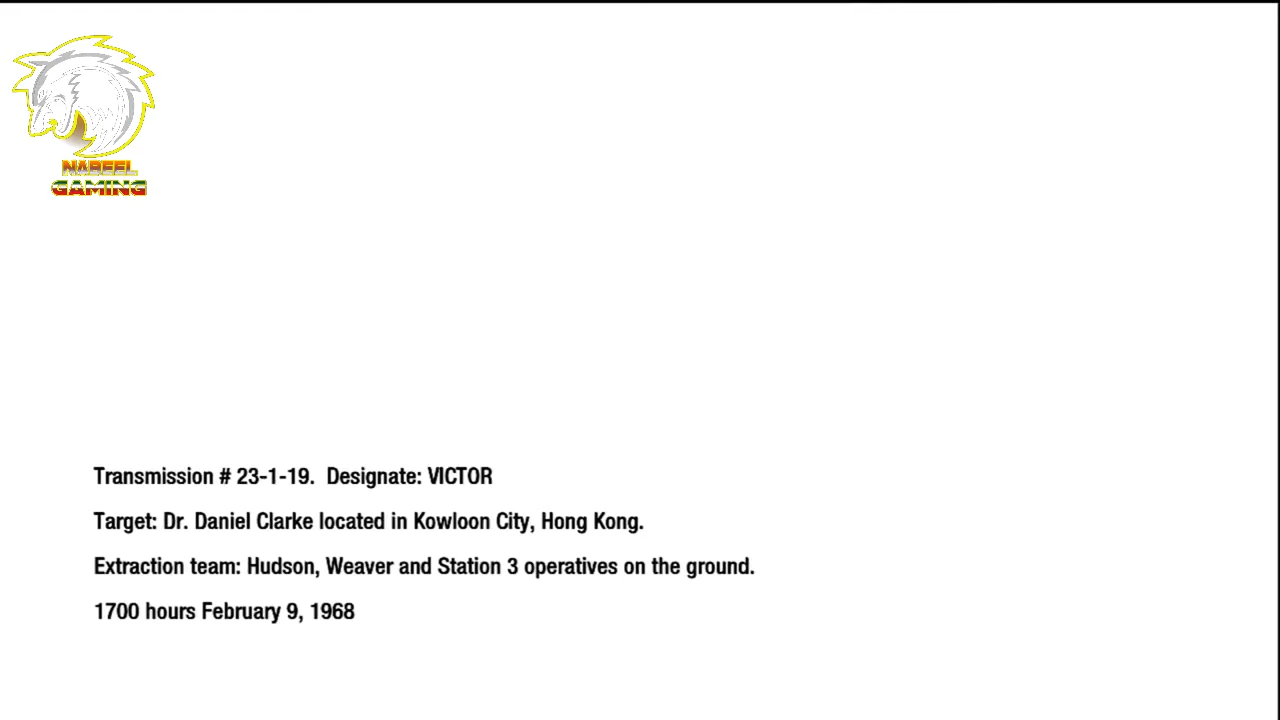 NABEEL
GAMING
Transmission # 23-1-19.  Designate: VICTOR
Target: Dr. Daniel Clarke located in Kowloon City, Hong Kong.
Extraction team: Hudson, Weaver and Station 3 operatives on the ground.
1700 hours February 9, 1968